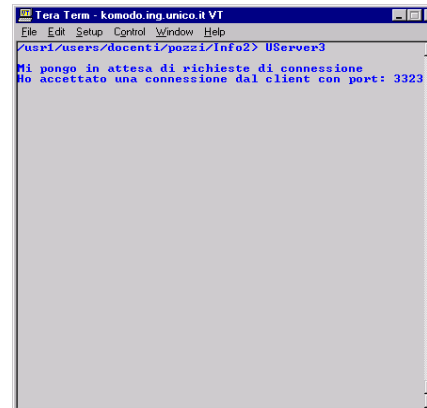 Tera Term - komodo.ing.unico.it VT
File Edit Setup Control Window Help
/usr1/users/docenti/pozzi/Info2> UServer3
Mi pongo in attesa di richieste di connessione
Ho accettato una connessione dal client con port: 3323